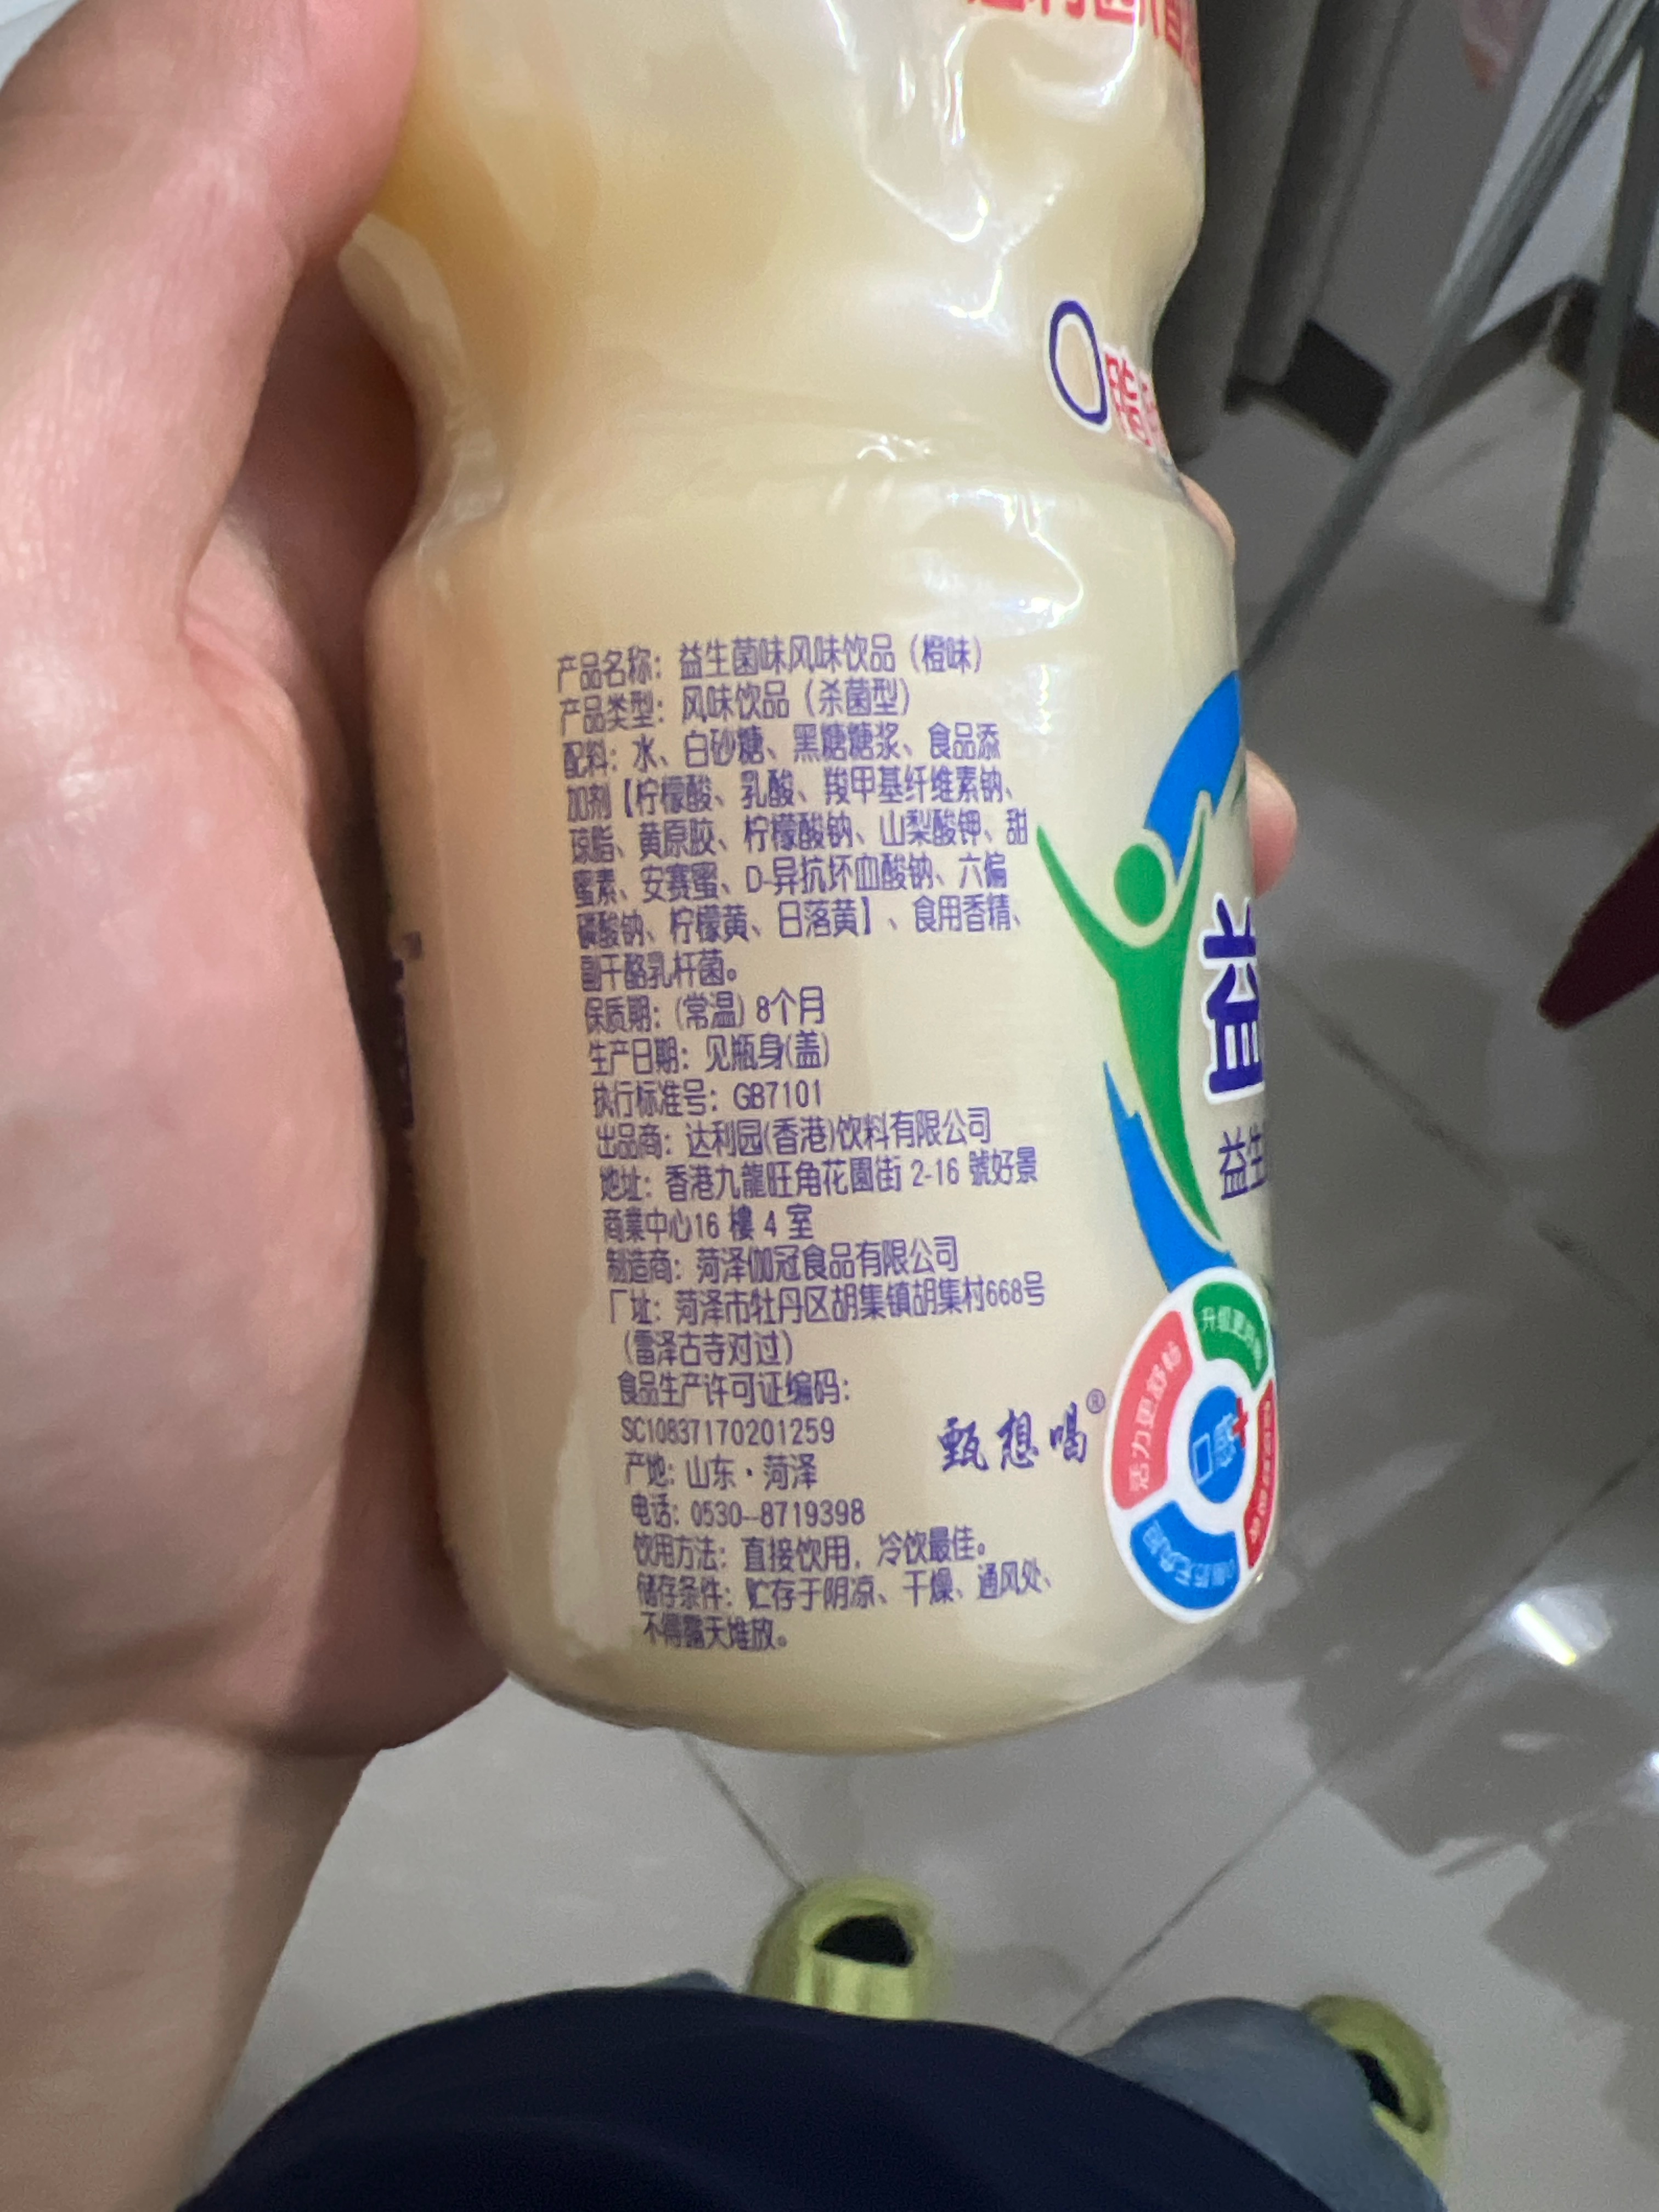 0脂
产品名称：益生菌味风味饮品（橙味）
产品类型：风味饮品（杀菌型）
配料：水、白砂糖、黑糖糖浆、食品添
加剂【柠檬酸、乳酸、羧甲基纤维素钠、
琼脂、黄原胶、柠檬酸钠、山梨酸钾、甜
蜜素、安赛蜜、D-异抗坏血酸钠、六偏
磷酸钠、柠檬黄、日落黄】、食用香精、
副干酪乳杆菌。
保质期：(常温) 8个月
生产日期：见瓶身(盖)
执行标准号：GB7101
出品商：达利园(香港)饮料有限公司
地址：香港九龍旺角花園街 2-16 號好景
商業中心16 樓 4 室
制造商：菏泽伽冠食品有限公司
厂址：菏泽市牡丹区胡集镇胡集村668号
（雷泽古寺对过）
食品生产许可证编码：
SC10837170201259
产地：山东·菏泽
电话：0530--8719398
饮用方法：直接饮用，冷饮最佳。
储存条件：贮存于阴凉、干燥、通风处、
不得露天堆放。
甄想喝®
益
益生
活力更舒畅
口感+